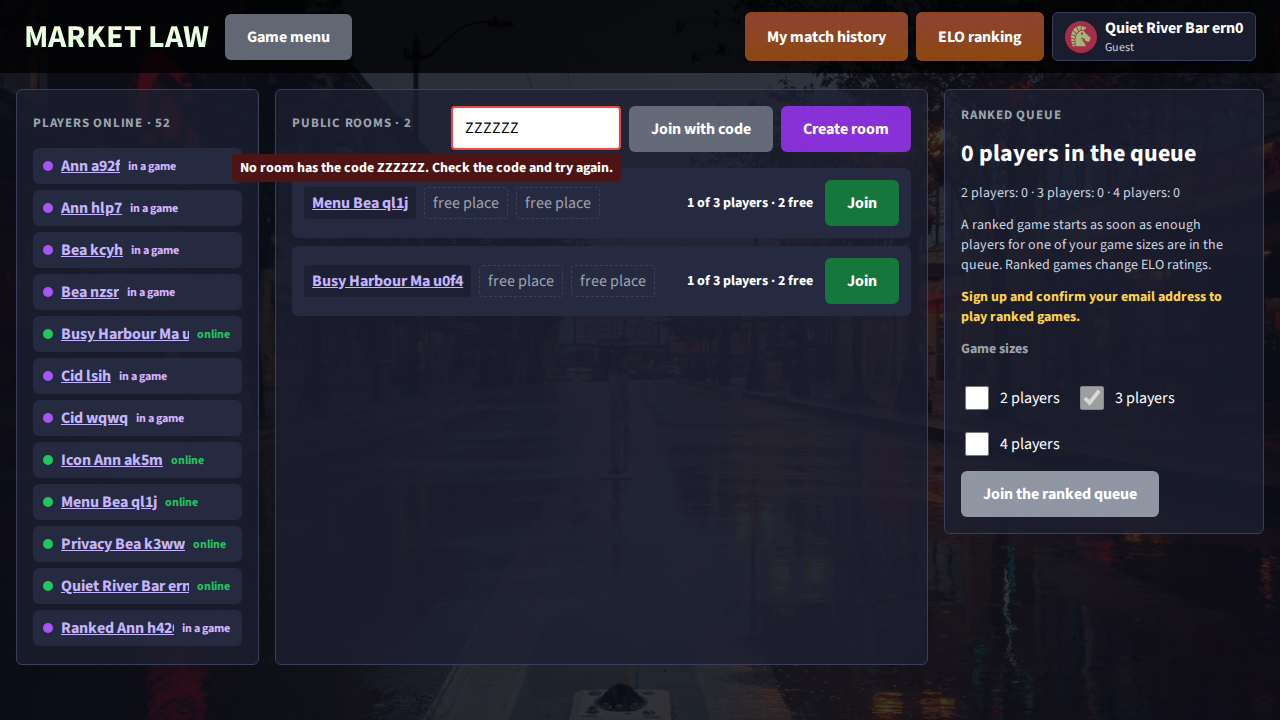 MARKET LAW
Game menu
My match history
ELO ranking
Quiet River Bar ern0
Guest
PLAYERS ONLINE · 52
Ann a92f in a game
Ann hlp7 in a game
Bea kcyh in a game
Bea nzsr in a game
Busy Harbour Ma u online
Cid lsih in a game
Cid wqwq in a game
Icon Ann ak5m online
Menu Bea ql1j online
Privacy Bea k3ww online
Quiet River Bar ern online
Ranked Ann h42 in a game
PUBLIC ROOMS · 2
ZZZZZZ
Join with code
Create room
No room has the code ZZZZZZ. Check the code and try again.
Menu Bea ql1j free place free place 1 of 3 players · 2 free Join
Busy Harbour Ma u0f4 free place free place 1 of 3 players · 2 free Join
RANKED QUEUE
0 players in the queue
2 players: 0 · 3 players: 0 · 4 players: 0
A ranked game starts as soon as enough
players for one of your game sizes are in the
queue. Ranked games change ELO ratings.
Sign up and confirm your email address to
play ranked games.
Game sizes
2 players 3 players
4 players
Join the ranked queue